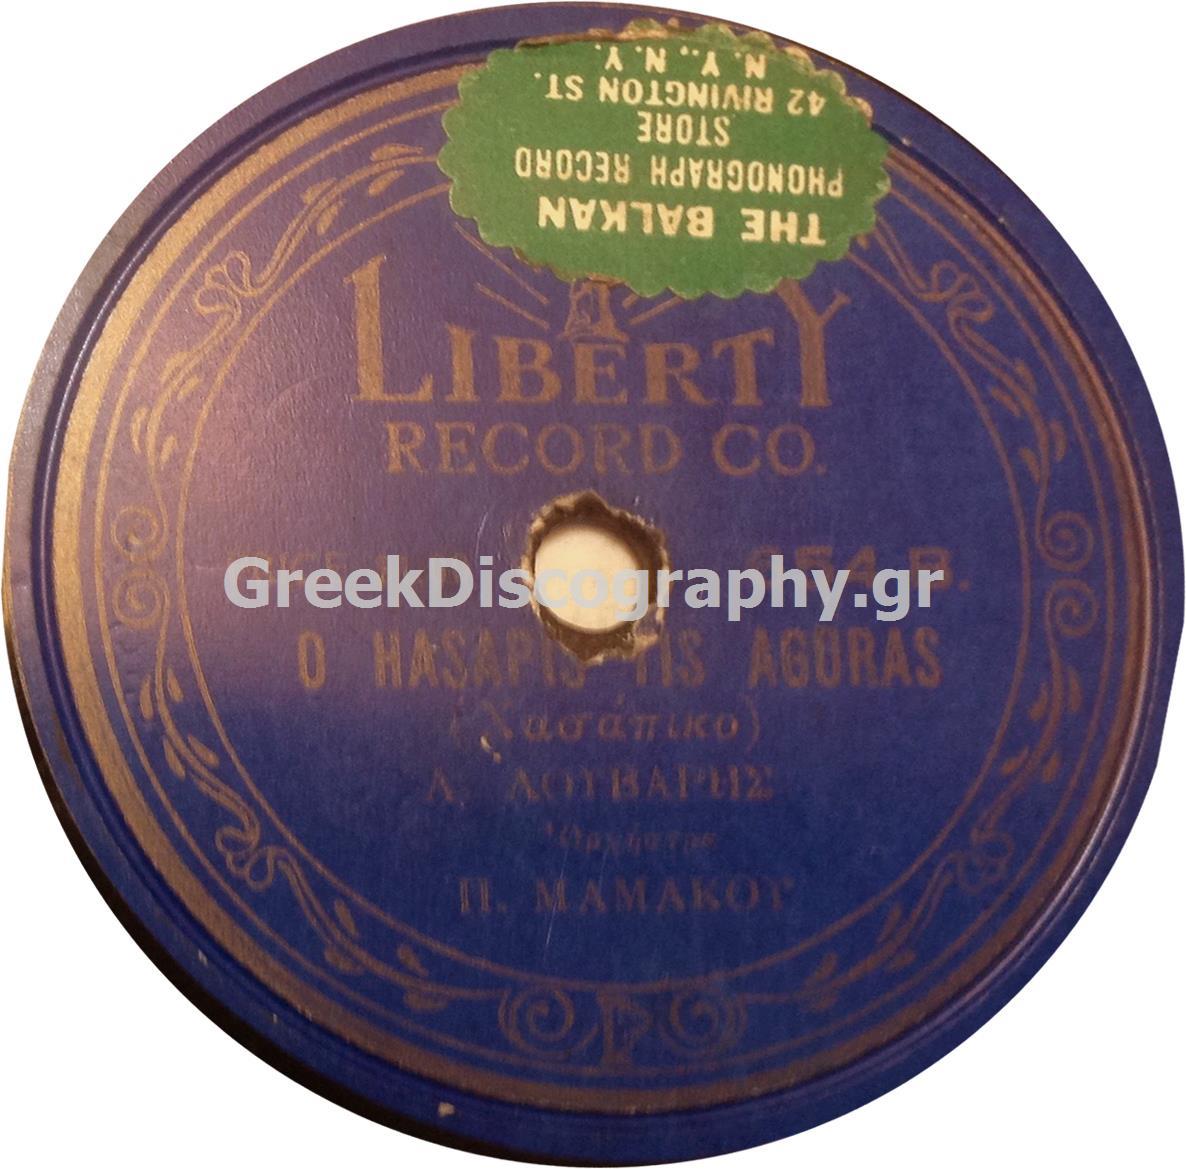 THE BALKAN
PHONOGRAPH RECORD
STORE
42 RIVINGTON ST.
N. Y., N. Y.
LIBERTY
RECORD CO.
GreekDiscography.gr
O HASAPIS TIS AGORAS
(Χασάπικο)
Λ. ΛΟΥΒΑΡΗΣ
Π. ΜΑΜΑΚΟΥ